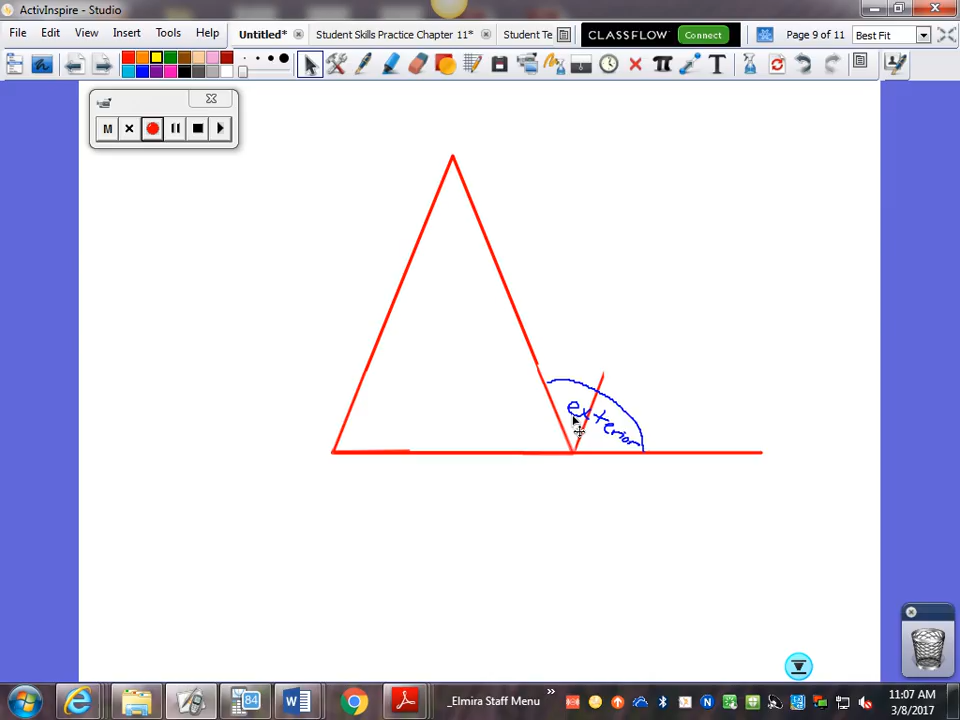 ActivInspire - Studio
File Edit View Insert Tools Help Untitled* Student Skills Practice Chapter 11* Student Te CLASSFLOW Connect Page 9 of 11 Best Fit
M
exterior
84
_Elmira Staff Menu
11:07 AM
3/8/2017